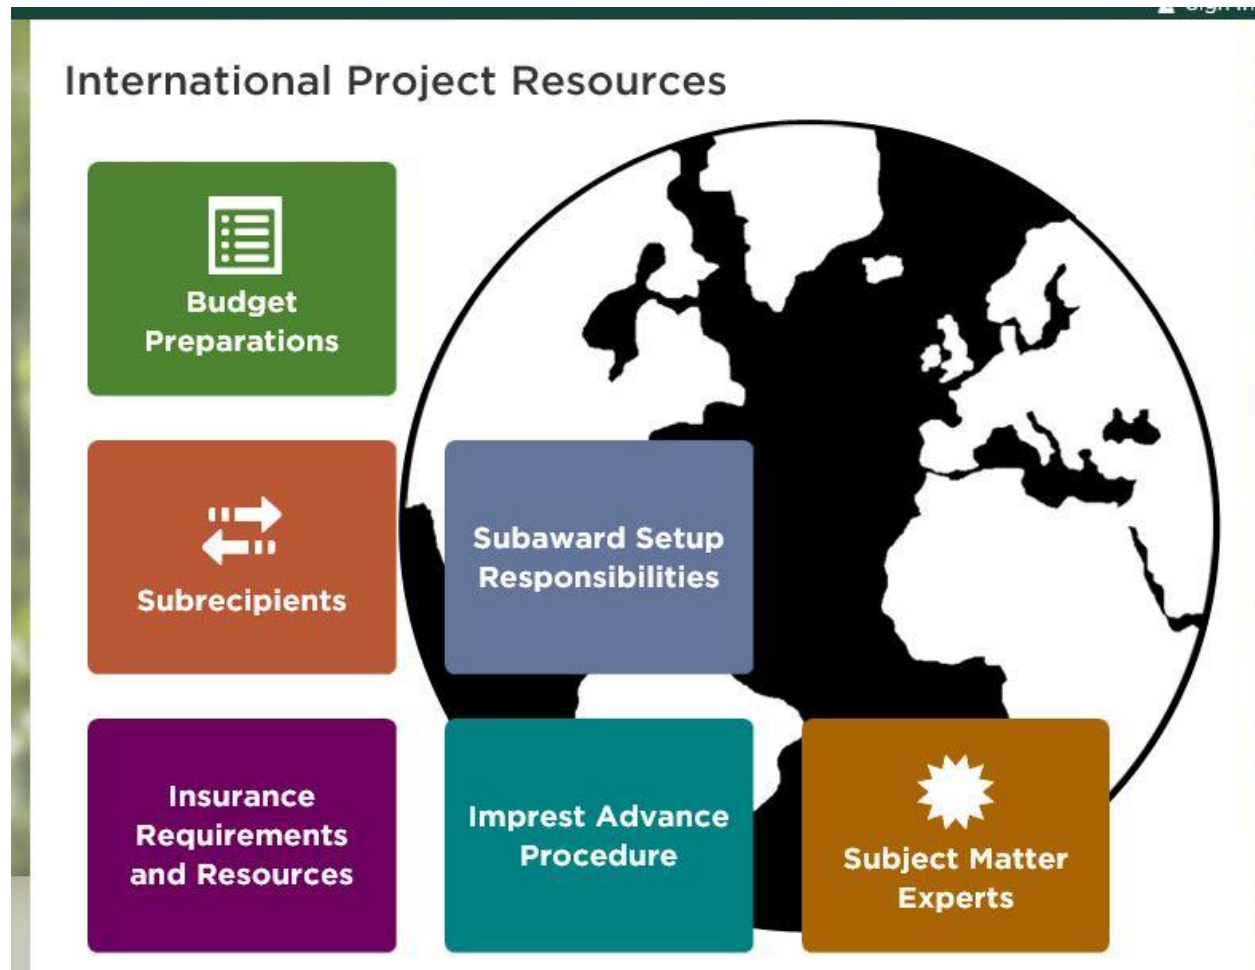 International Project Resources
Budget
Preparations
Subrecipients
Subaward Setup
Responsibilities
Insurance
Requirements
and Resources
Imprest Advance
Procedure
Subject Matter
Experts